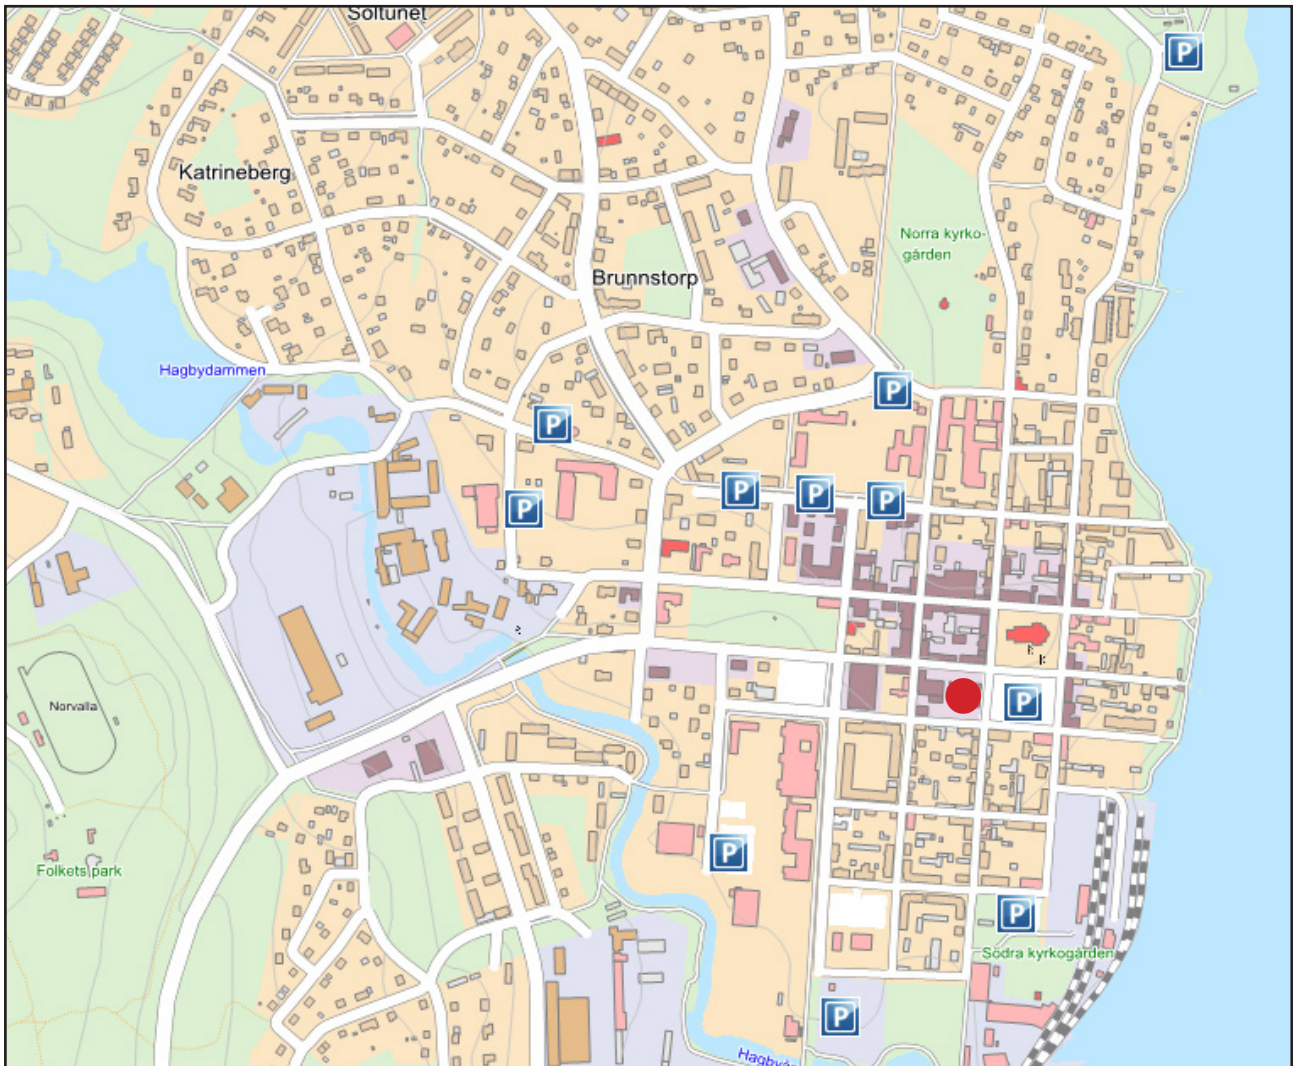 Soltunet
P
Katrineberg
Norra kyrko-
gården
Brunnstorp
Hagbydammen
P
P
P
P
P
P
P
Norvalla
P
Folkets park
P
Södra kyrkogården
P